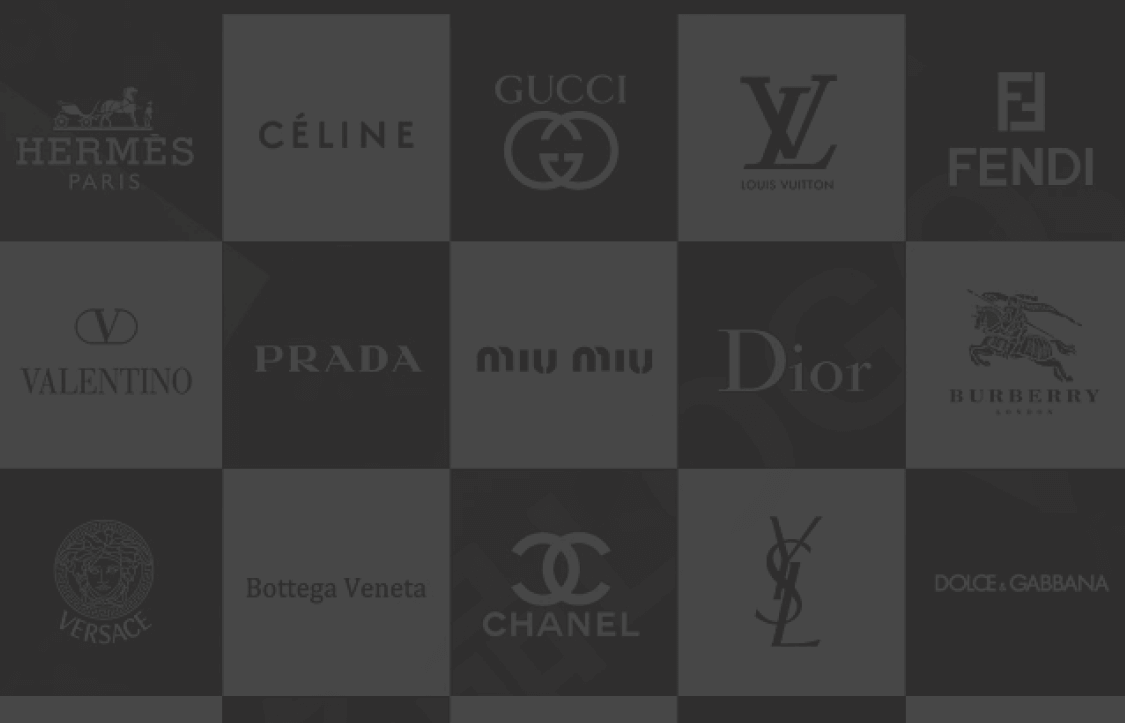 HERMÈS
PARIS
CÉLINE
GUCCI
LV
LOUIS VUITTON
FENDI
V
VALENTINO
PRADA
miu miu
Dior
BURBERRY
LONDON
VERSACE
Bottega Veneta
CHANEL
YSL
DOLCE & GABBANA